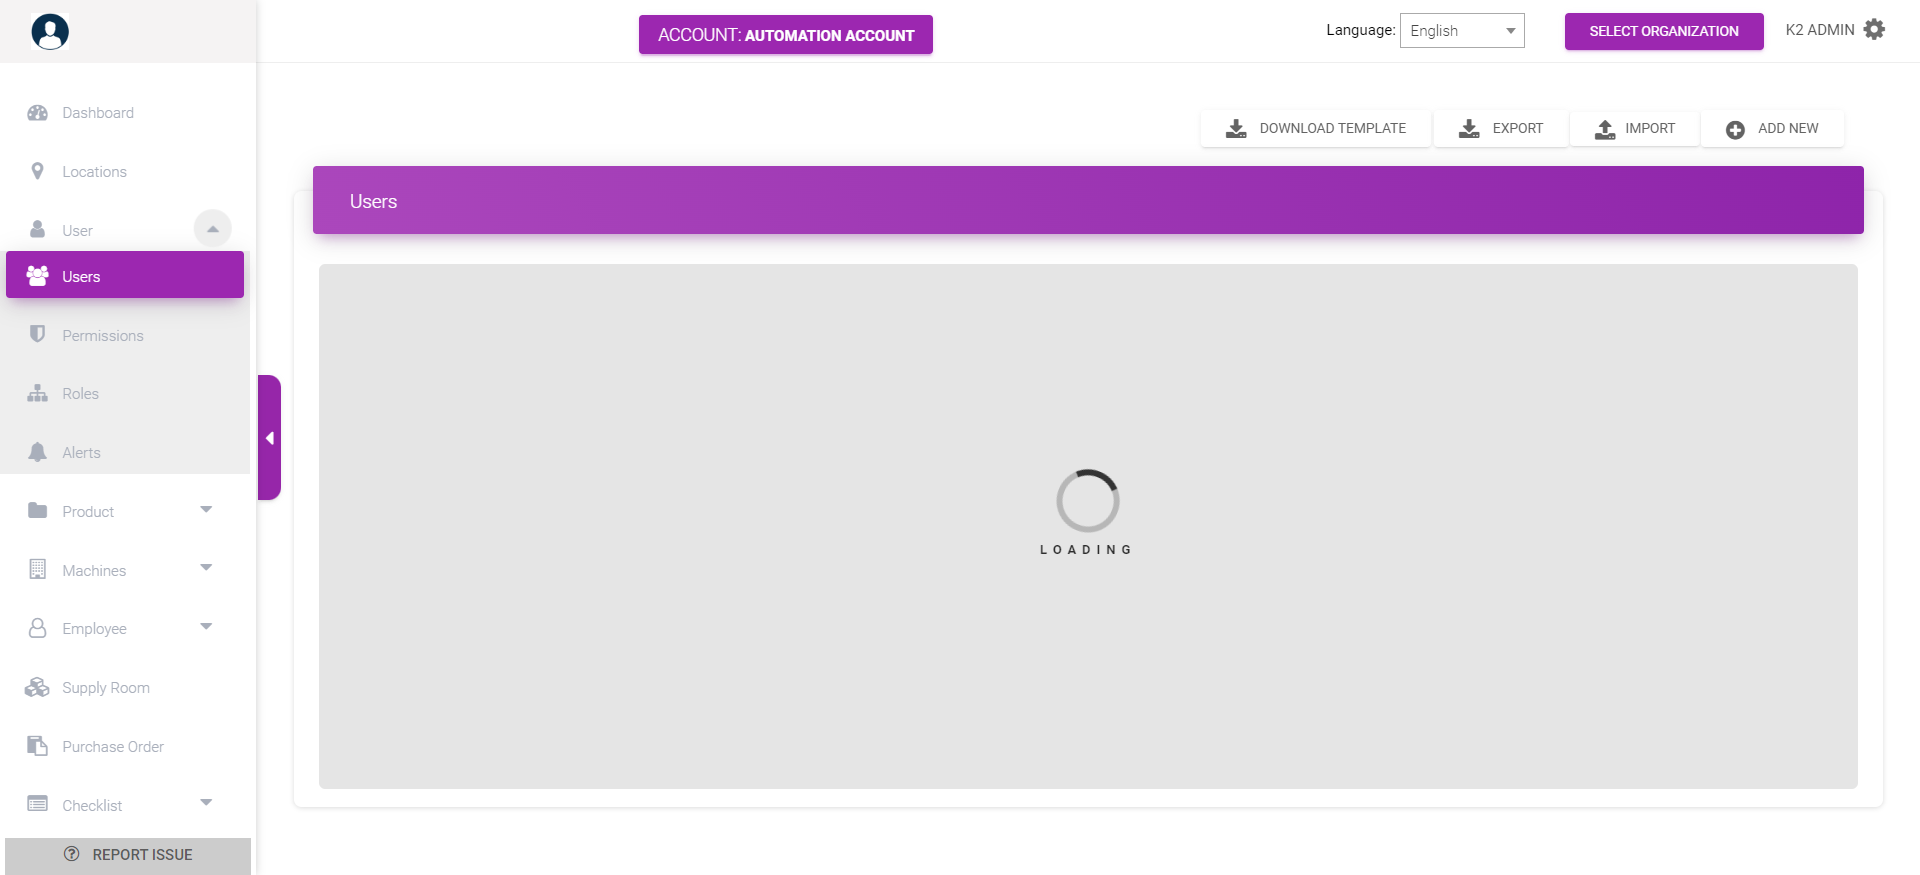 ACCOUNT: AUTOMATION ACCOUNT
Language: English
SELECT ORGANIZATION
K2 ADMIN
Dashboard
Locations
User
Users
Permissions
Roles
Alerts
Product
Machines
Employee
Supply Room
Purchase Order
Checklist
REPORT ISSUE
DOWNLOAD TEMPLATE
EXPORT
IMPORT
ADD NEW
Users
LOADING